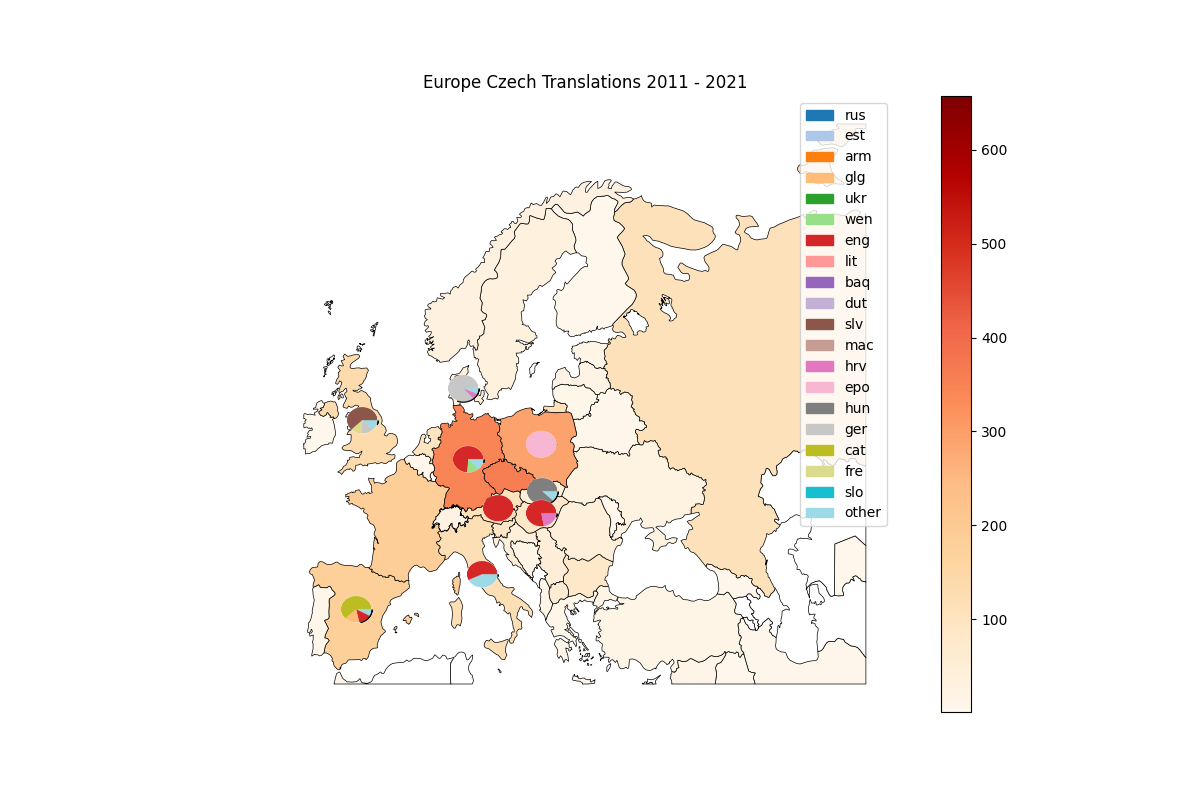 Europe Czech Translations 2011 - 2021
rus
est
arm
glg
ukr
wen
eng
lit
baq
dut
slv
mac
hrv
epo
hun
ger
cat
fre
slo
other
600
500
400
300
200
100